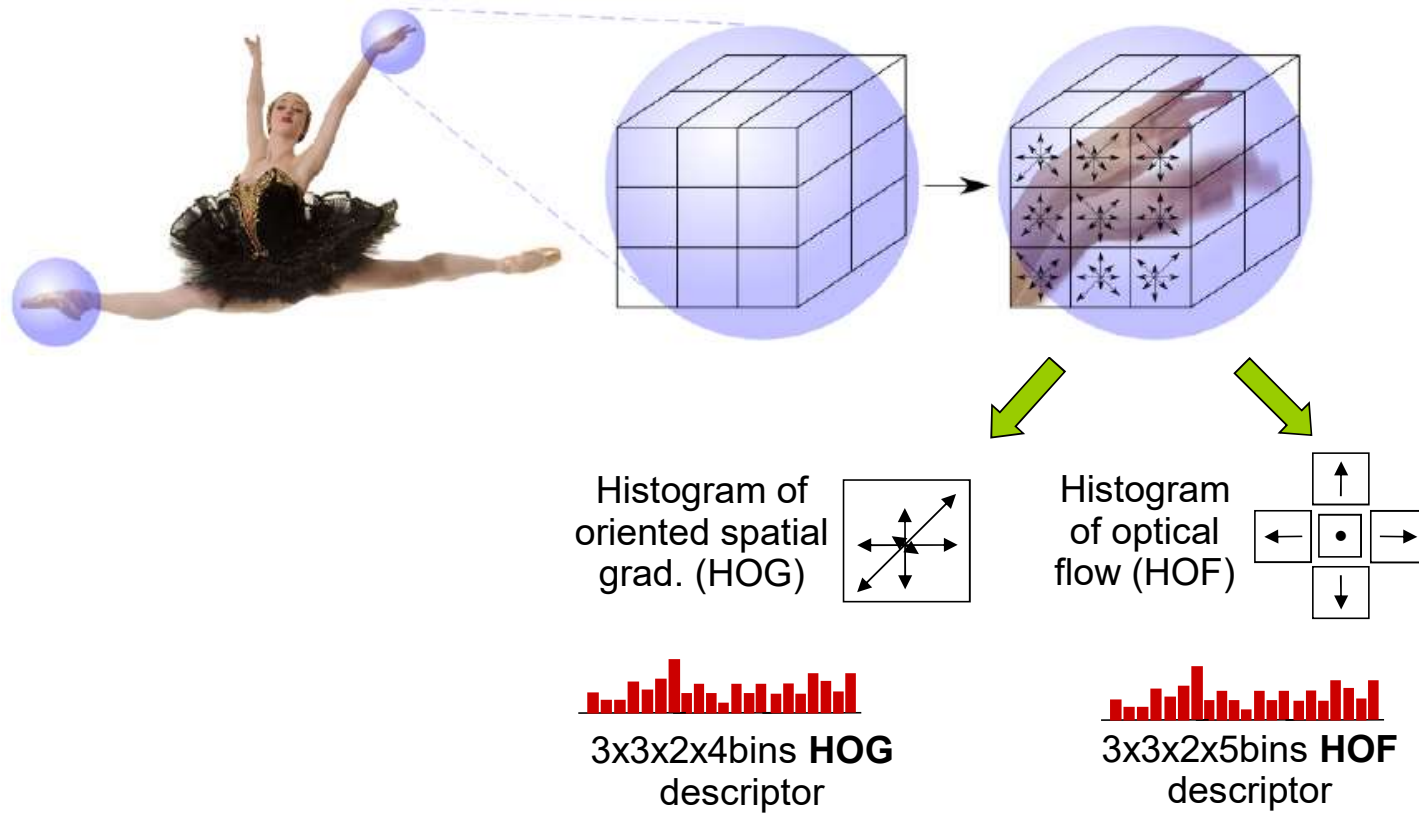 Histogram of
oriented spatial
grad. (HOG)
Histogram
of optical
flow (HOF)
3x3x2x4bins HOG
descriptor
3x3x2x5bins HOF
descriptor